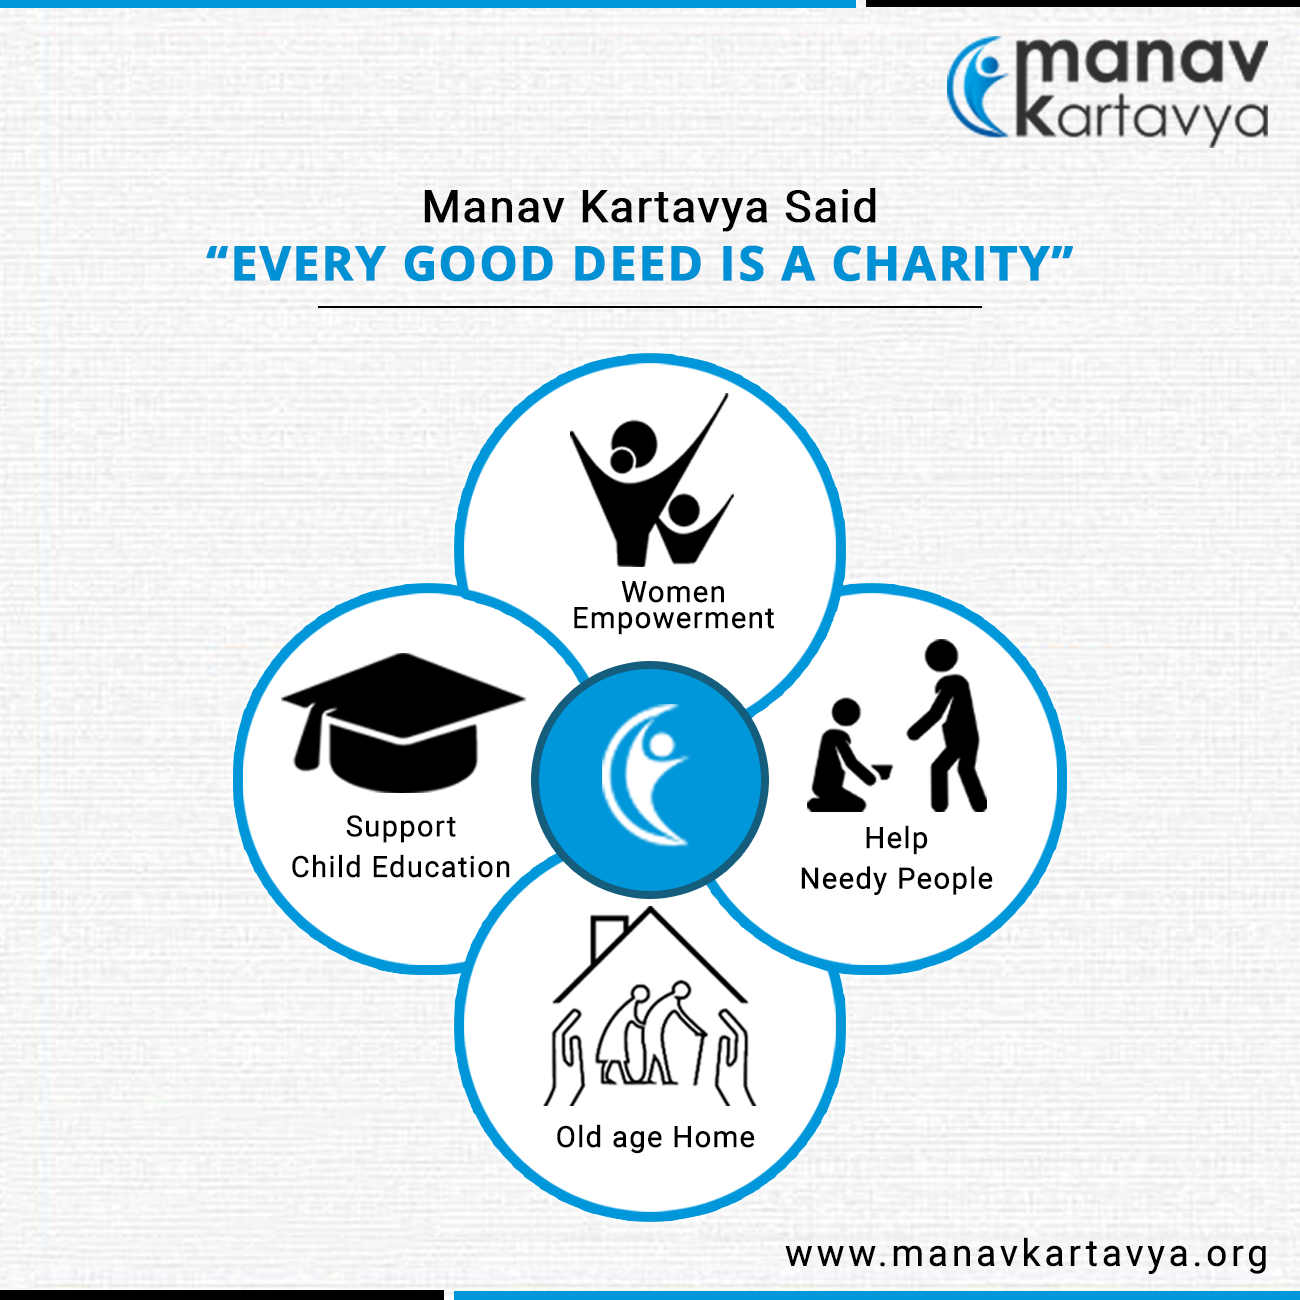 manav
Kartavya
Manav Kartavya Said
“EVERY GOOD DEED IS A CHARITY”
Women
Empowerment
Support
Child Education
Help
Needy People
Old age Home
www.manavkartavya.org